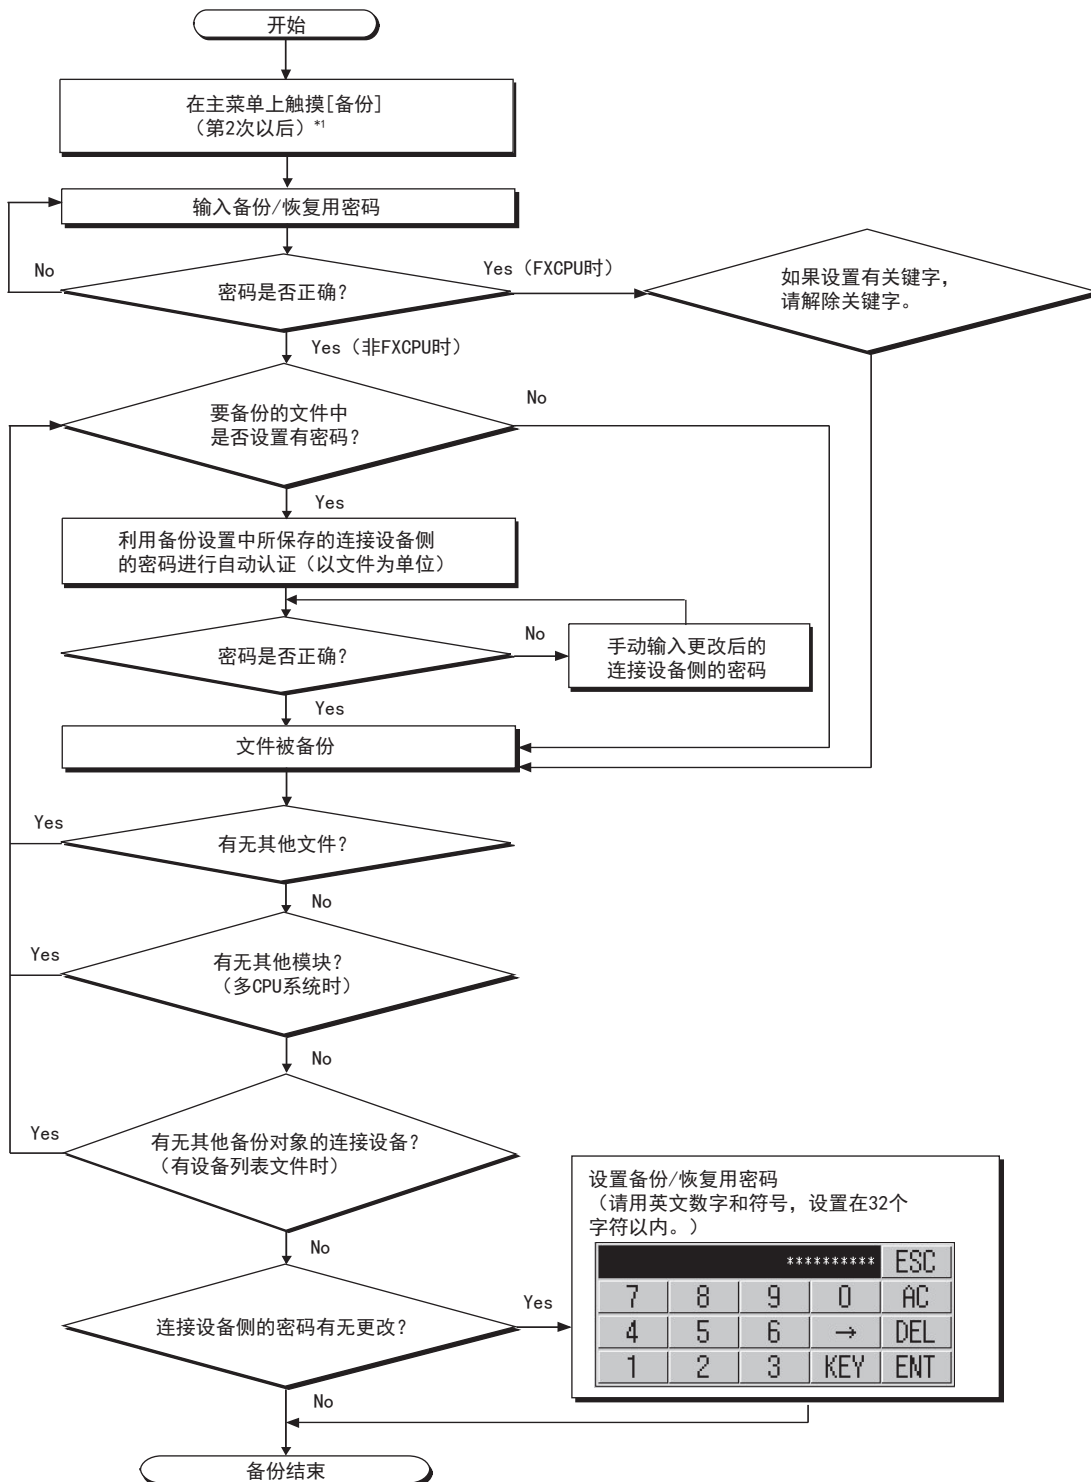 开始
在主菜单上触摸[备份]
（第2次以后）*1
输入备份/恢复用密码
No
密码是否正确？
Yes（FXCPU时）
如果设置有关键字，
请解除关键字。
Yes（非FXCPU时）
要备份的文件中
是否设置有密码？
No
Yes
利用备份设置中所保存的连接设备侧
的密码进行自动认证（以文件为单位）
密码是否正确？
No
手动输入更改后的
连接设备侧的密码
Yes
文件被备份
Yes
有无其他文件？
No
Yes
有无其他模块？
（多CPU系统时）
No
Yes
有无其他备份对象的连接设备？
（有设备列表文件时）
No
连接设备侧的密码有无更改？
Yes
设置备份/恢复用密码
（请用英文数字和符号，设置在32个
字符以内。）
********** ESC
7 8 9 0 AC
4 5 6 → DEL
1 2 3 KEY ENT
No
备份结束